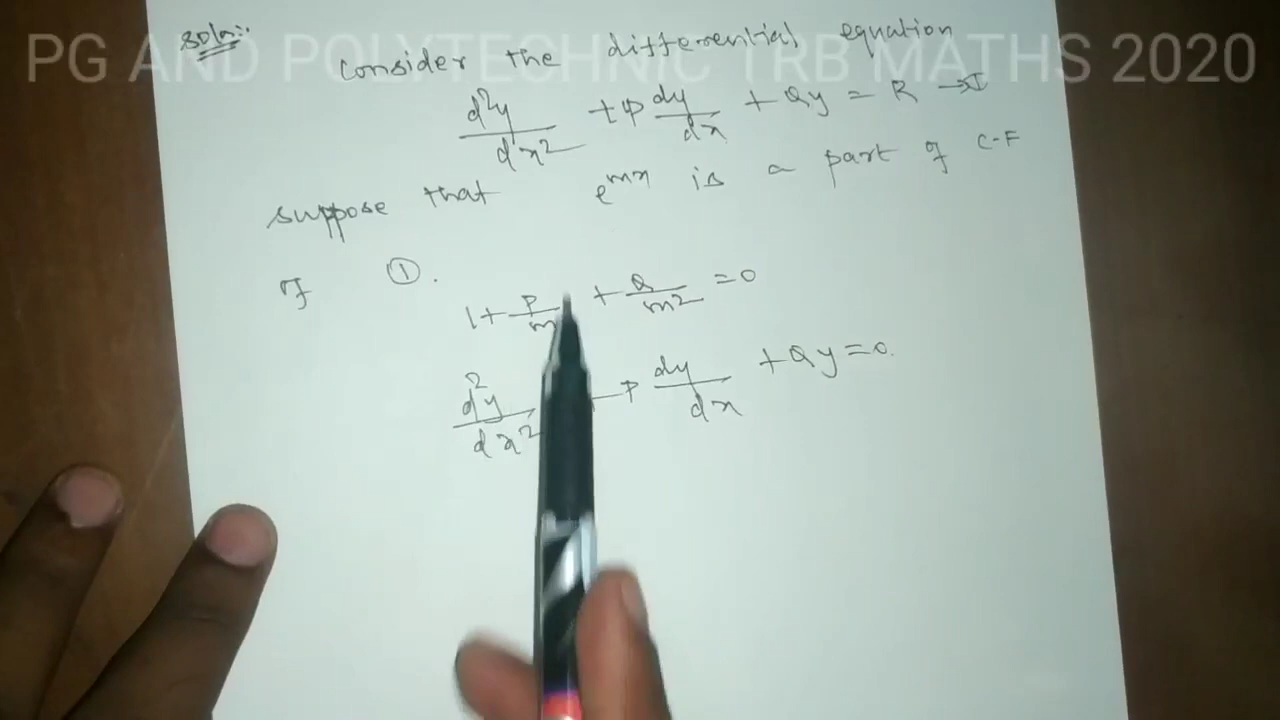 Soln:-
PG AND POLYTECHNIC TRB MATHS 2020
Consider the differential equation
d²y/dx² + P dy/dx + Qy = R → I
suppose that e^mx is a part of C-F
of ①.
1 + P/m + Q/m² = 0
d²y/dx² P dy/dx + Qy = 0.